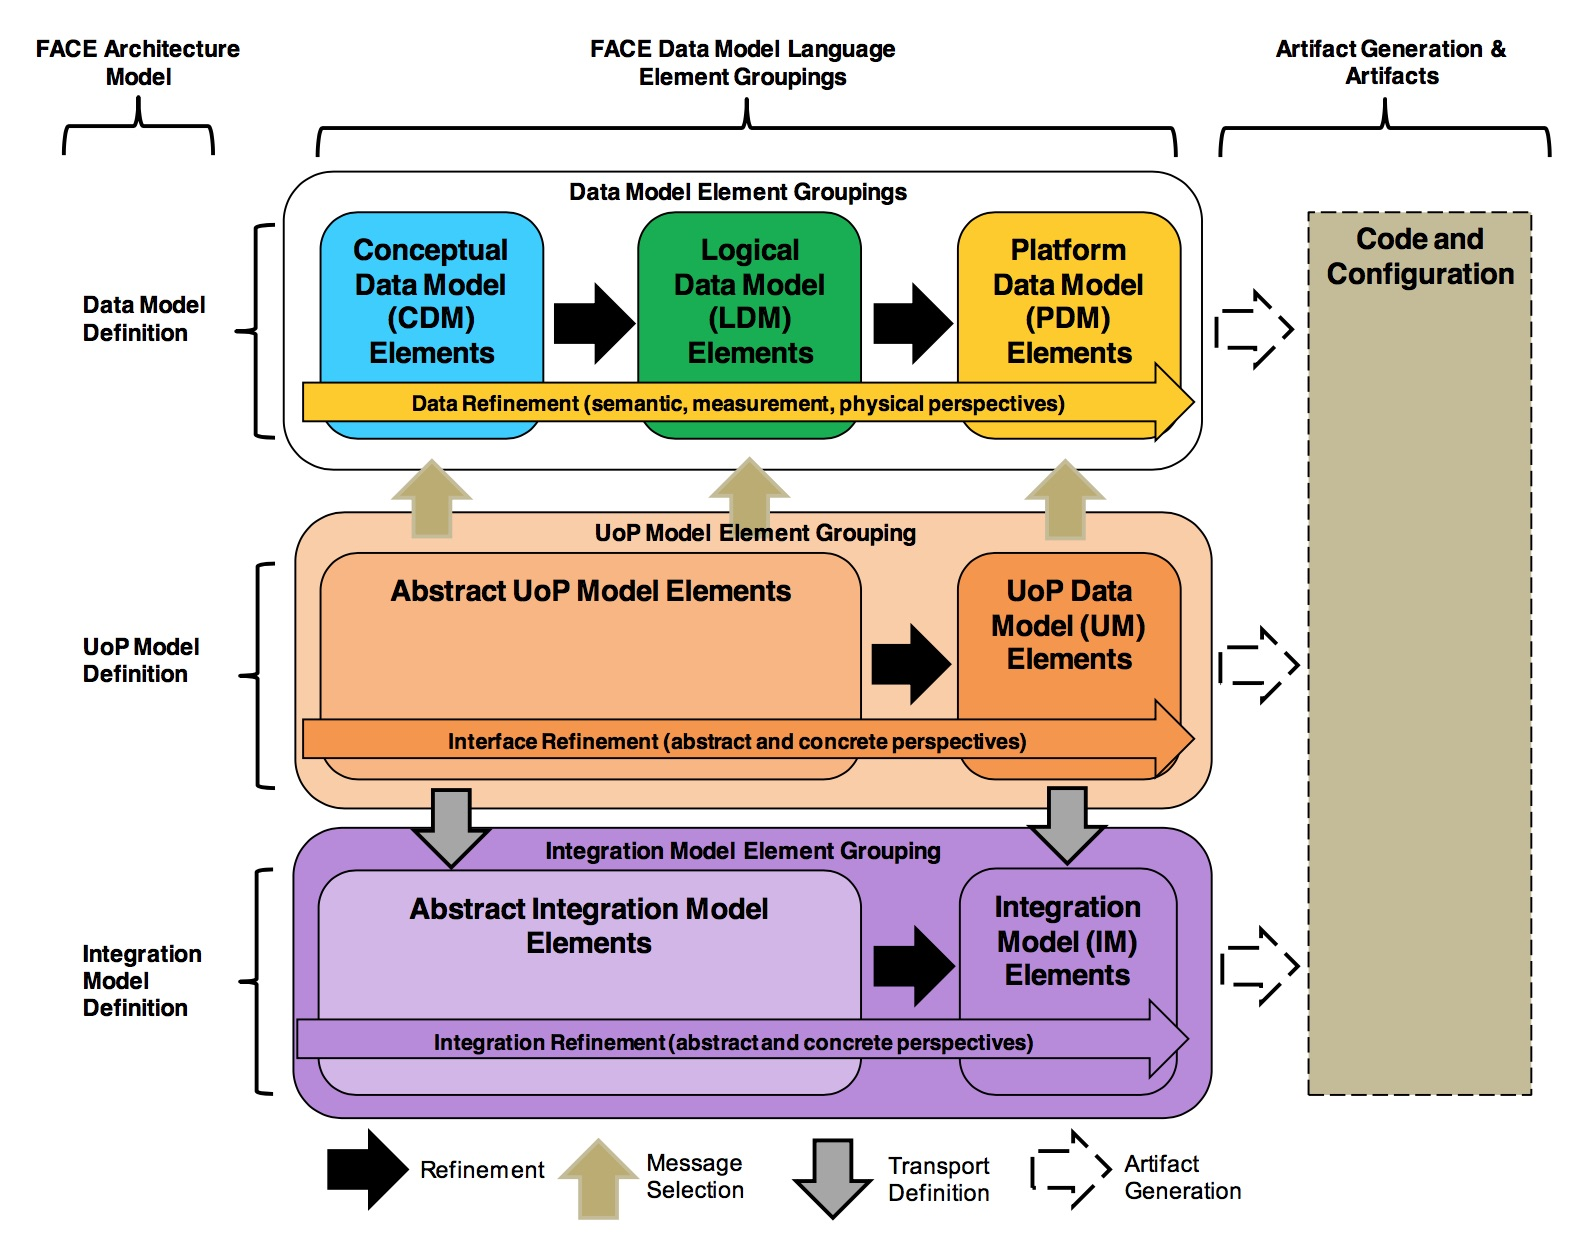 FACE Architecture
Model
FACE Data Model Language
Element Groupings
Artifact Generation &
Artifacts
Data Model Element Groupings
Data Model
Definition
Conceptual
Data Model
(CDM)
Elements
Logical
Data Model
(LDM)
Elements
Platform
Data Model
(PDM)
Elements
Data Refinement (semantic, measurement, physical perspectives)
Code and
Configuration
UoP Model Element Grouping
UoP Model
Definition
Abstract UoP Model Elements
UoP Data
Model (UM)
Elements
Interface Refinement (abstract and concrete perspectives)
Integration Model Element Grouping
Integration
Model
Definition
Abstract Integration Model
Elements
Integration
Model (IM)
Elements
Integration Refinement (abstract and concrete perspectives)
Refinement
Message
Selection
Transport
Definition
Artifact
Generation